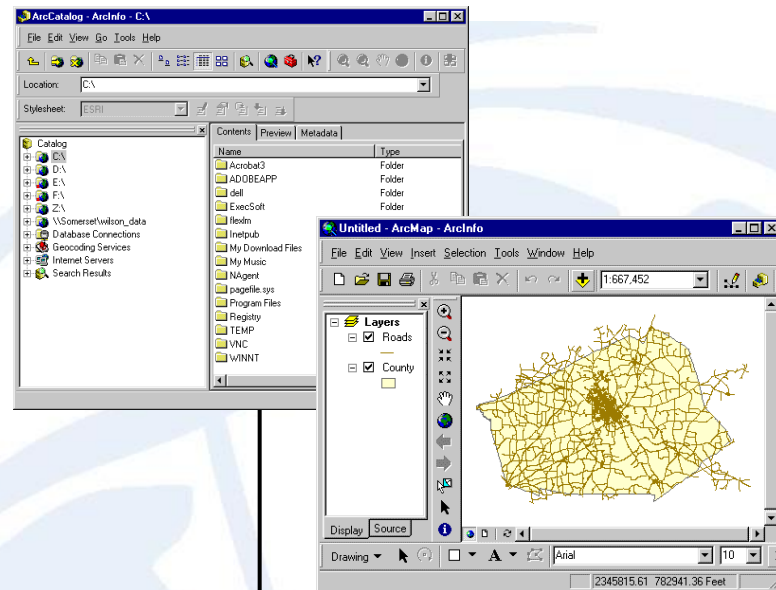 ArcCatalog - ArcInfo - C:\
File Edit View Go Tools Help
Location: C:\
Stylesheet: ESRI
Contents Preview Metadata
Catalog
C:\
D:\
E:\
F:\
Z:\
\\Somerset\wilson_data
Database Connections
Geocoding Services
Internet Servers
Search Results
Name Type
Acrobat3 Folder
ADOBEAPP Folder
dell Folder
ExecSoft Folder
flexlm
Inetpub
My Download Files
My Music
NAgent
pagefile.sys
Program Files
Registry
TEMP
VNC
WINNT
Untitled - ArcMap - ArcInfo
File Edit View Insert Selection Tools Window Help
1:667,452
Layers
Roads
County
Display Source
Drawing A Arial 10
2345815.61 782941.36 Feet